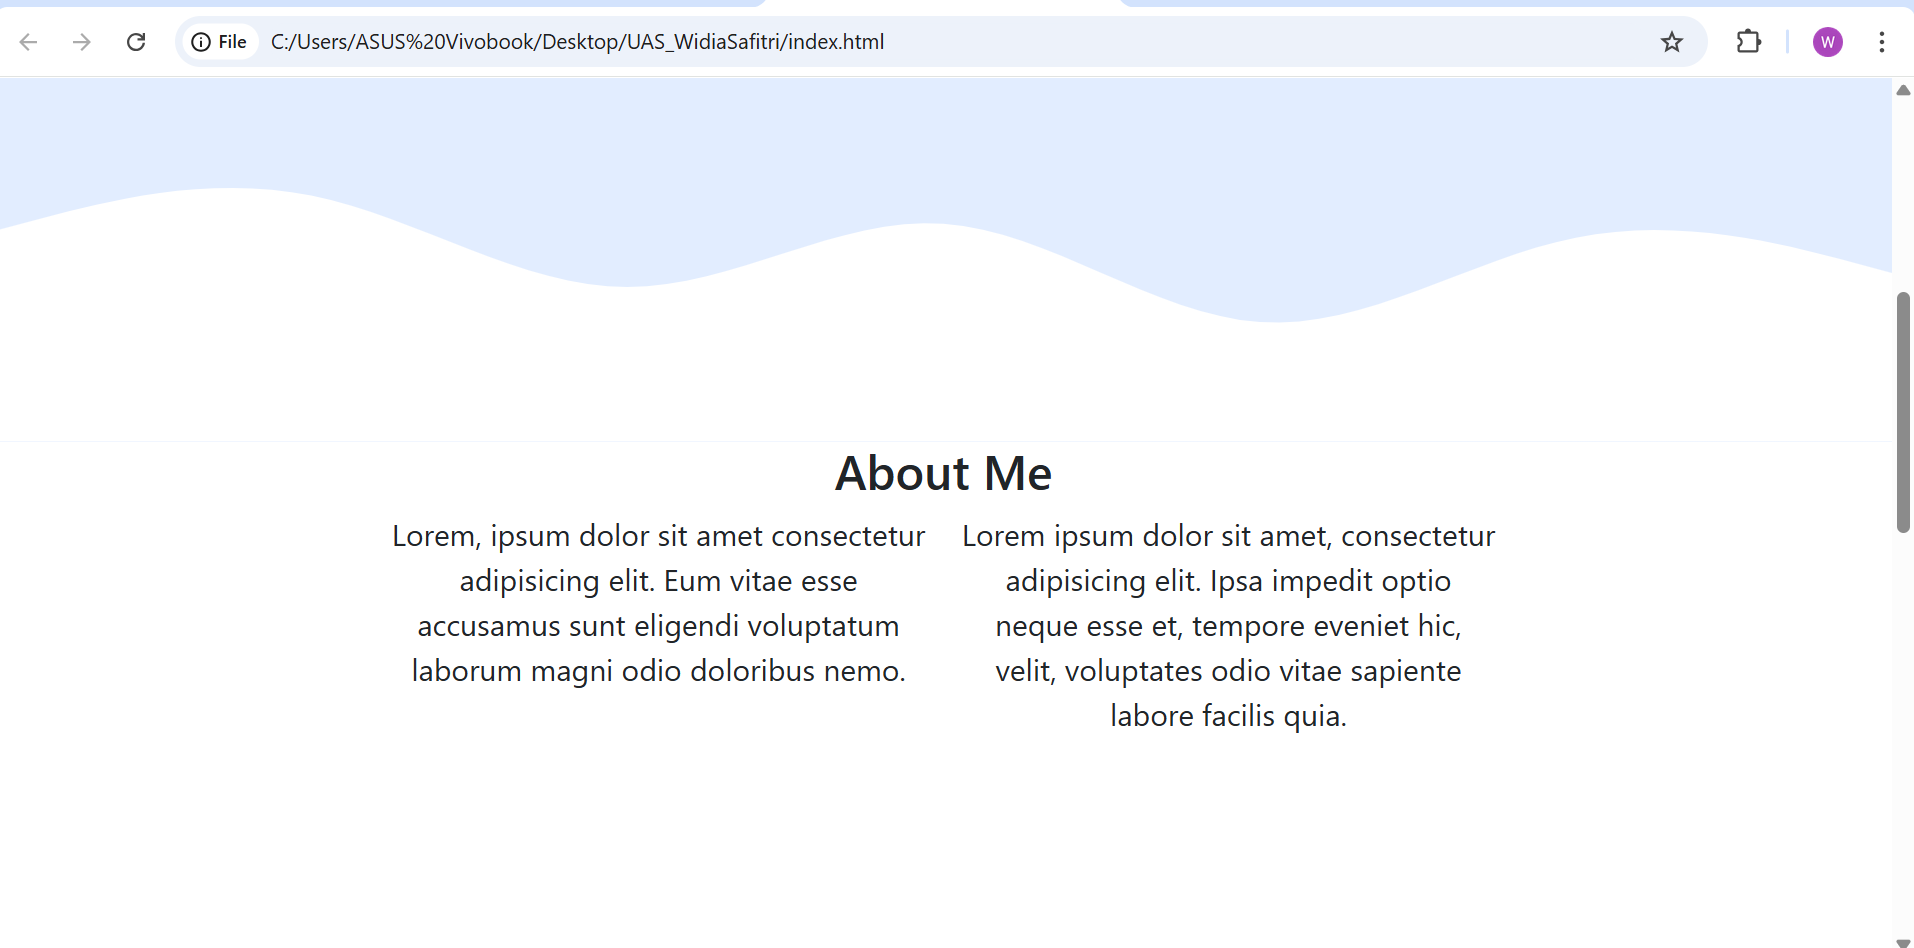 File C:/Users/ASUS%20Vivobook/Desktop/UAS_WidiaSafitri/index.html W
About Me
Lorem, ipsum dolor sit amet consectetur
adipisicing elit. Eum vitae esse
accusamus sunt eligendi voluptatum
laborum magni odio doloribus nemo.
Lorem ipsum dolor sit amet, consectetur
adipisicing elit. Ipsa impedit optio
neque esse et, tempore eveniet hic,
velit, voluptates odio vitae sapiente
labore facilis quia.